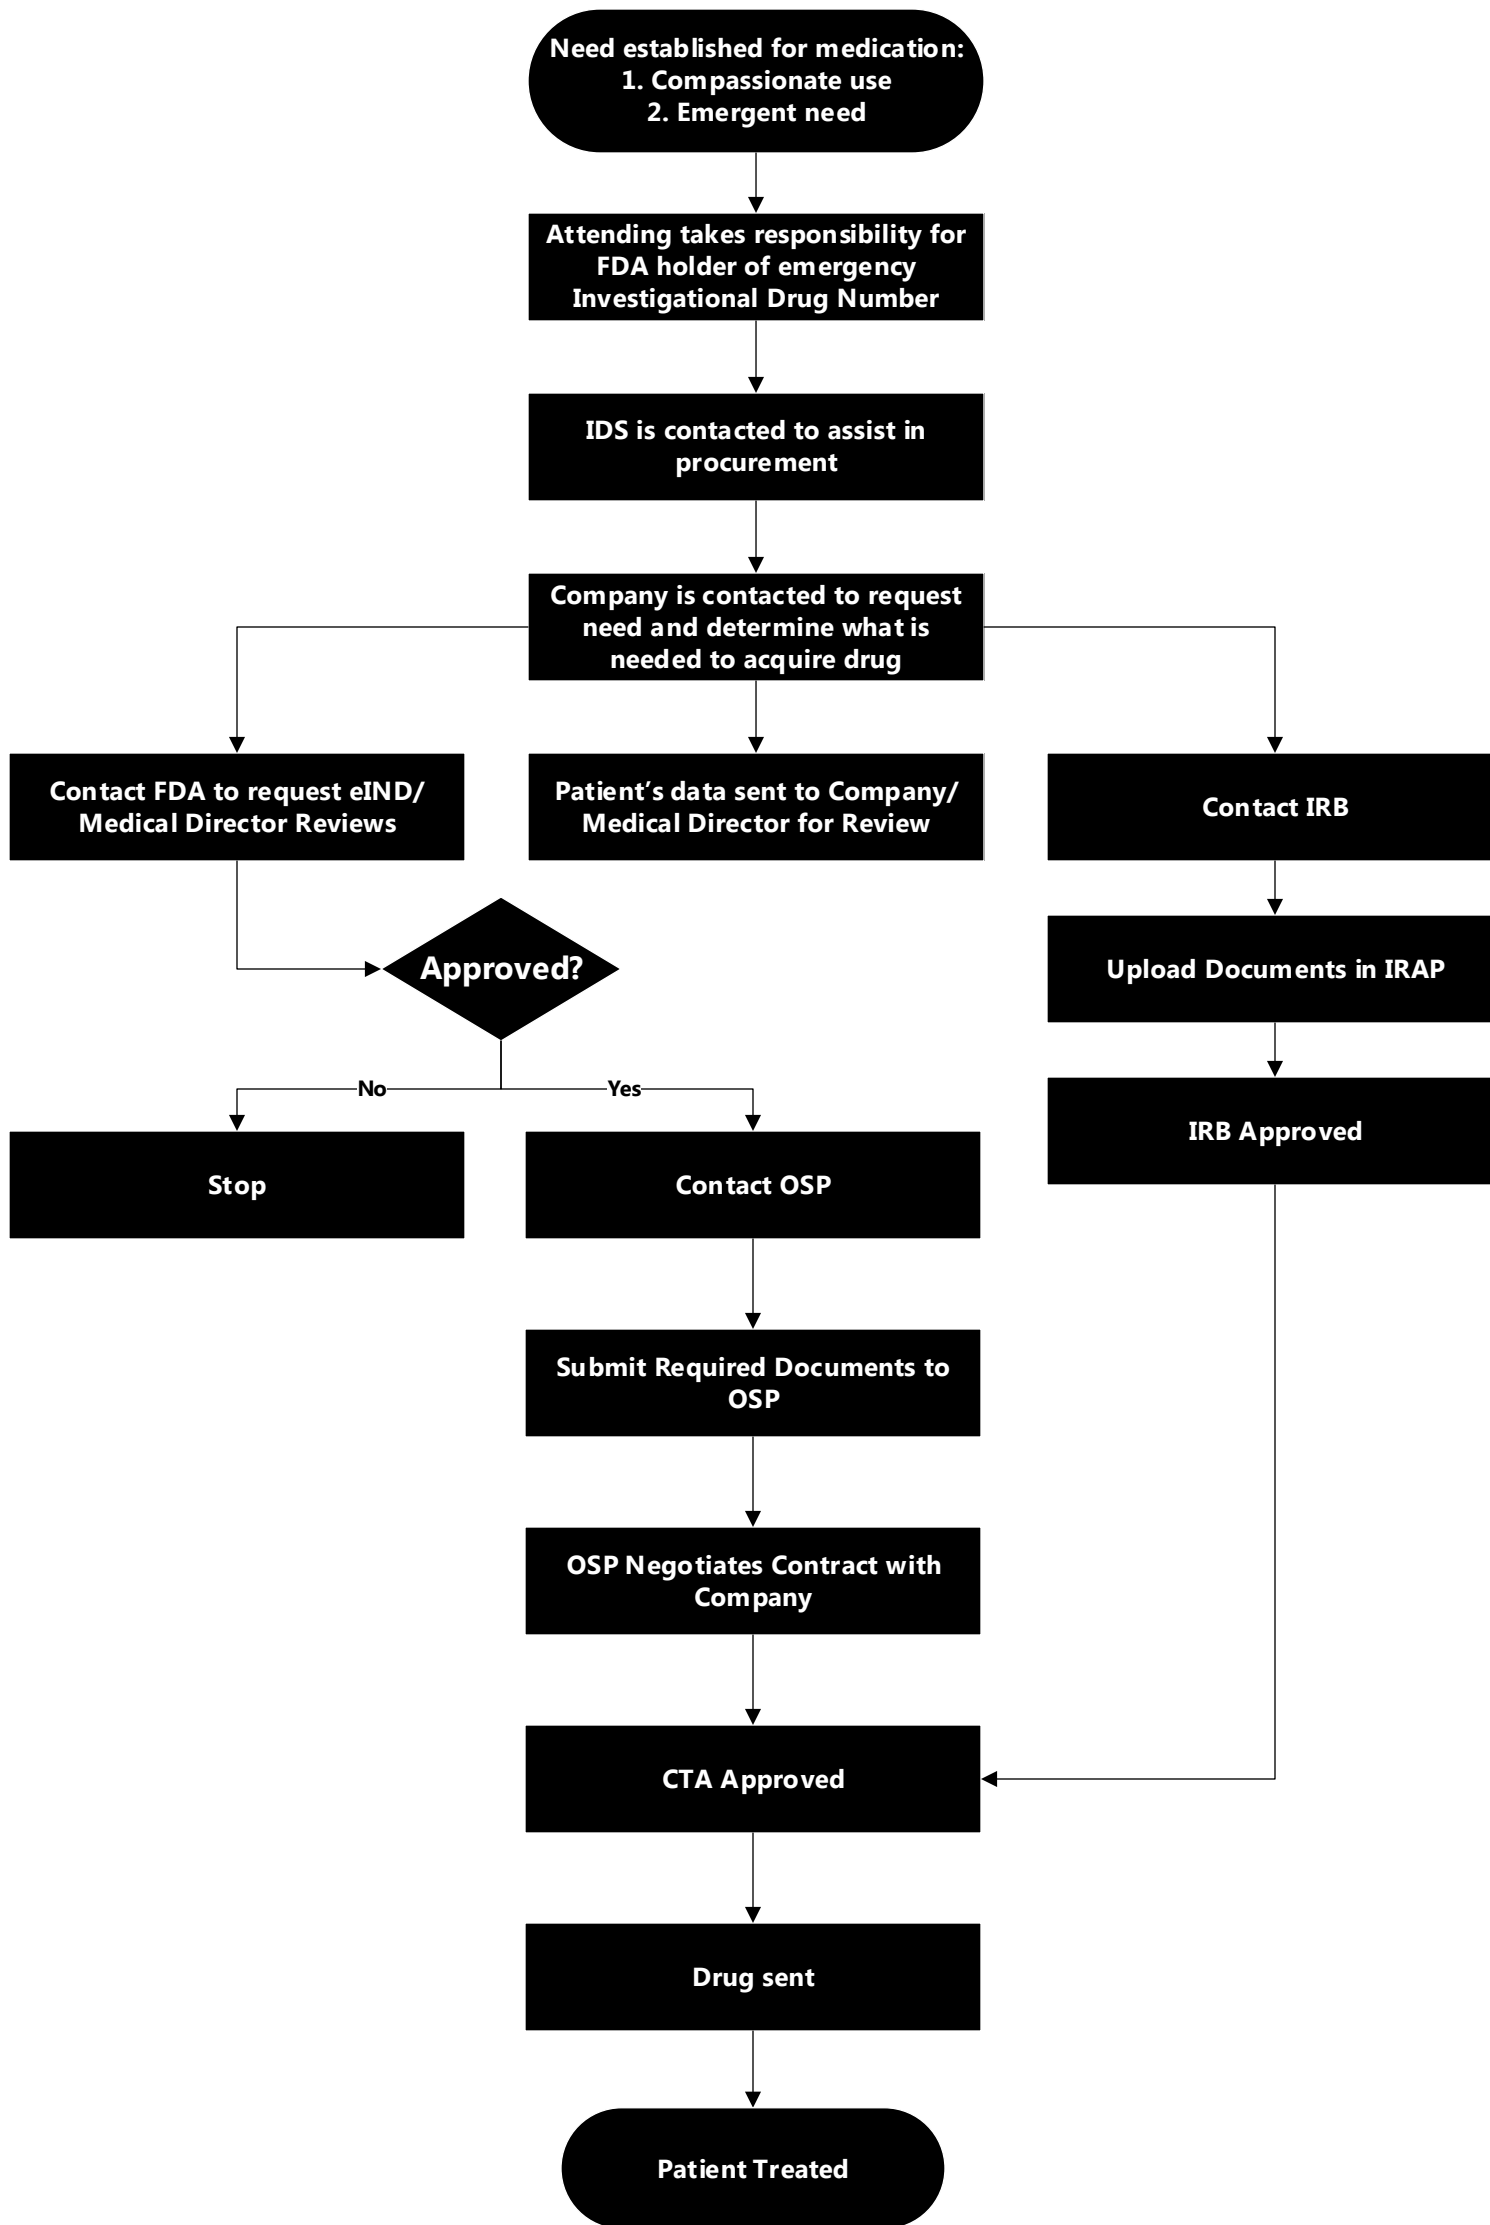 Need established for medication:
1. Compassionate use
2. Emergent need
Attending takes responsibility for
FDA holder of emergency
Investigational Drug Number
IDS is contacted to assist in
procurement
Company is contacted to request
need and determine what is
needed to acquire drug
Contact FDA to request eIND/
Medical Director Reviews
Patient’s data sent to Company/
Medical Director for Review
Contact IRB
Approved?
Upload Documents in IRAP
No
Yes
IRB Approved
Stop
Contact OSP
Submit Required Documents to
OSP
OSP Negotiates Contract with
Company
CTA Approved
Drug sent
Patient Treated